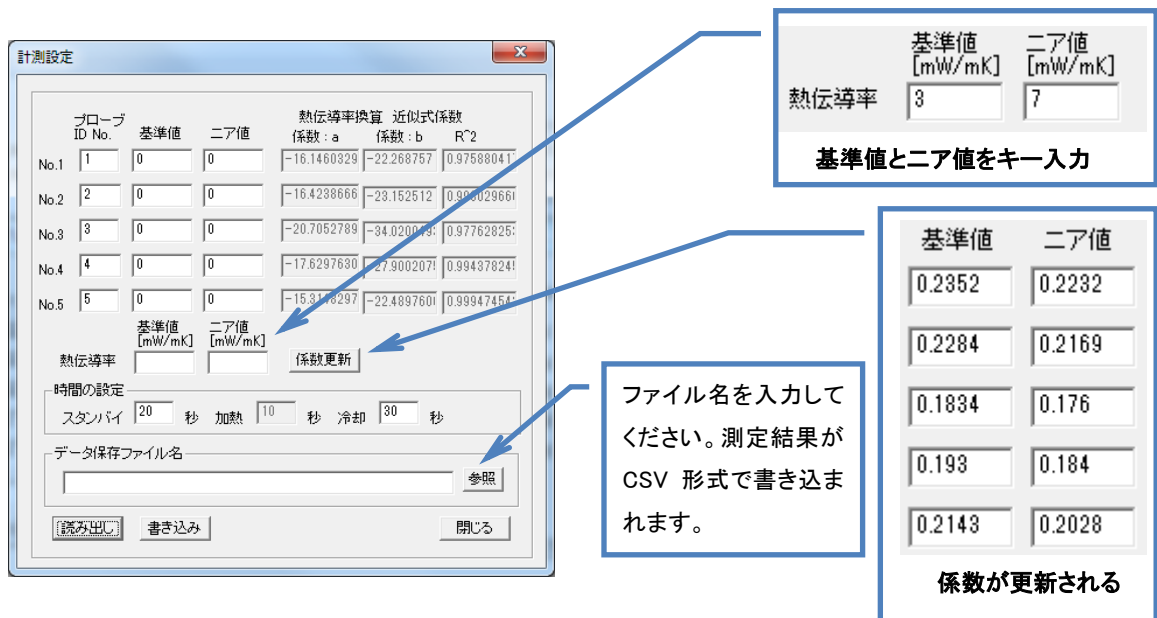 計測設定
プローブ
ID No. 基準値 ニア値
熱伝導率換算 近似式係数
係数：a 係数：b R^2
No.1 1 0 0 -16.1460329 -22.268757 0.97588041
No.2 2 0 0 -16.4238666 -23.152512
No.3 3 0 0 -20.7052789 0.97762825
No.4 4 0 0 -17.6297630 0.99437824
No.5 5 0 0 -22.489760 0.99947454
基準値 ニア値
[mW/mK] [mW/mK]
熱伝導率 係数更新
時間の設定
スタンバイ 20 秒 加熱 10 秒 冷却 30 秒
データ保存ファイル名
参照
読み出し 書き込み 閉じる
基準値 ニア値
[mW/mK] [mW/mK]
熱伝導率 3 7
基準値とニア値をキー入力
ファイル名を入力して
ください。測定結果が
CSV 形式で書き込ま
れます。
基準値 ニア値
0.2352 0.2232
0.2284 0.2169
0.1834 0.176
0.193 0.184
0.2143 0.2028
係数が更新される